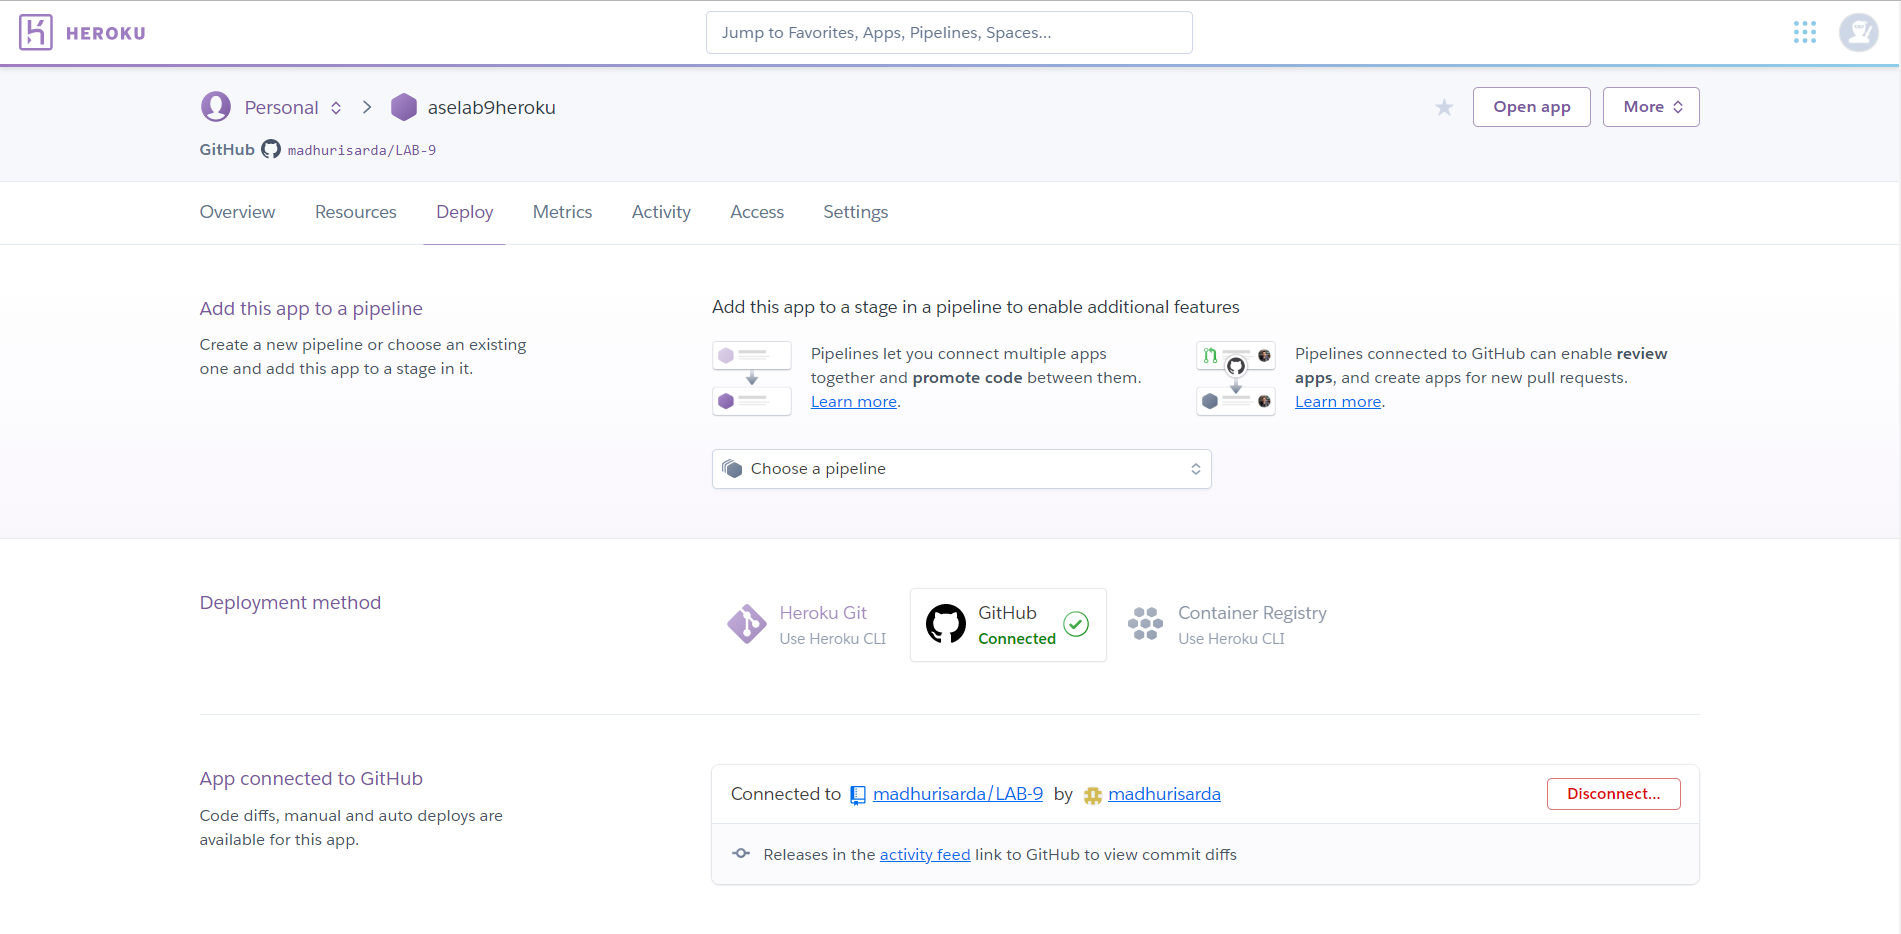 HEROKU
Jump to Favorites, Apps, Pipelines, Spaces...
Personal
aselab9heroku
Open app
More
GitHub madhurisarda/LAB-9
Overview Resources Deploy Metrics Activity Access Settings
Add this app to a pipeline
Create a new pipeline or choose an existing
one and add this app to a stage in it.
Add this app to a stage in a pipeline to enable additional features
Pipelines let you connect multiple apps
together and promote code between them.
Learn more.
Pipelines connected to GitHub can enable review
apps, and create apps for new pull requests.
Learn more.
Choose a pipeline
Deployment method
Heroku Git
Use Heroku CLI
GitHub
Connected
Container Registry
Use Heroku CLI
App connected to GitHub
Code diffs, manual and auto deploys are
available for this app.
Connected to madhurisarda/LAB-9 by madhurisarda
Disconnect...
Releases in the activity feed link to GitHub to view commit diffs